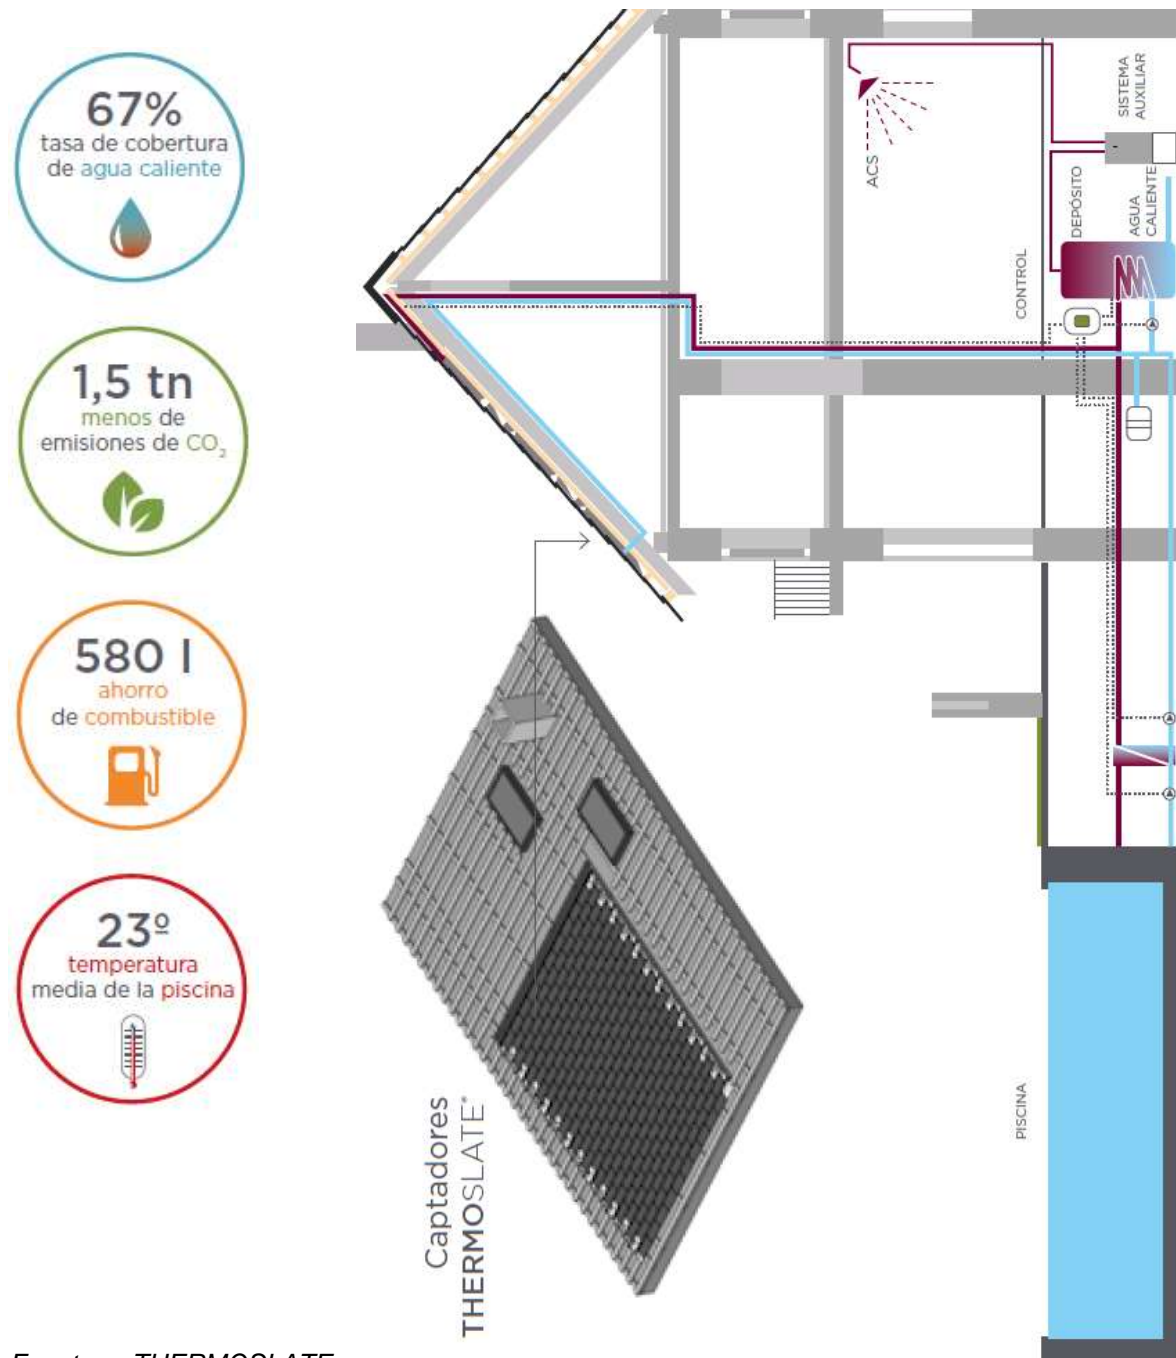 67%
tasa de cobertura
de agua caliente
1,5 tn
menos de
emisiones de CO₂
580 l
ahorro
de combustible
23º
temperatura
media de la piscina
Captadores
THERMOSLATE®
ACS
SISTEMA
AUXILIAR
DEPÓSITO
AGUA
CALIENTE
CONTROL
PISCINA
THERMOSLATE